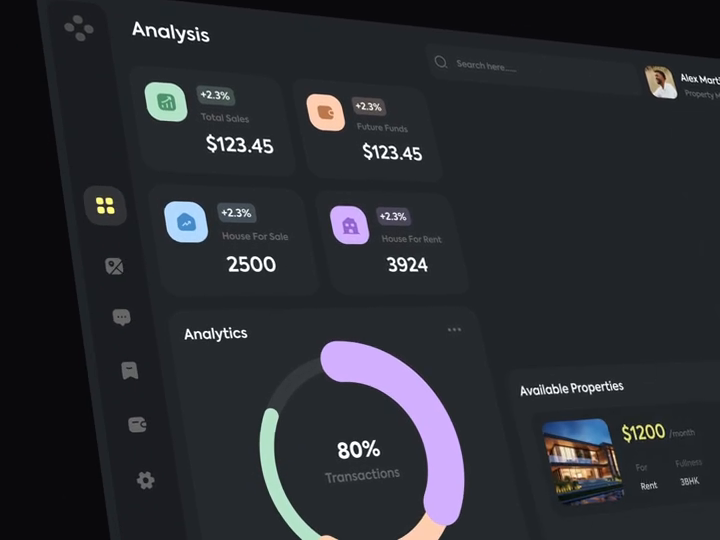 Analysis
Search here.....
Alex
Property
+2.3%
Total Sales
$123.45
+2.3%
Future Funds
$123.45
+2.3%
House For Sale
2500
+2.3%
House For Rent
3924
Analytics
80%
Transactions
Available Properties
$1200 /month
For
Fullness
Rent
3BHK